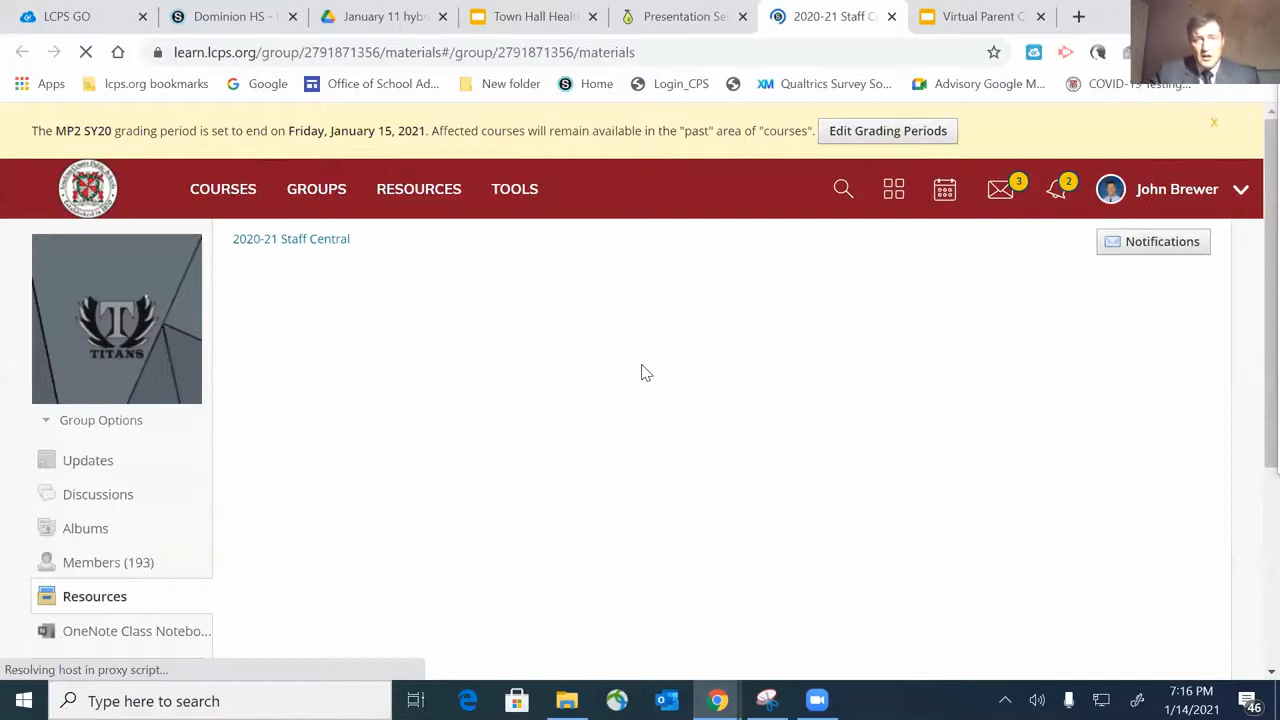 LCPS GO
Dominion HS -
January 11 hyb
Town Hall Heal
Presentation Se
2020-21 Staff C
Virtual Parent C
learn.lcps.org/group/2791871356/materials#/group/2791871356/materials
Apps
lcps.org bookmarks
Google
Office of School Ad...
New folder
Home
Login_CPS
XM Qualtrics Survey So...
Advisory Google M...
COVID-19 Testing...
The MP2 SY20 grading period is set to end on Friday, January 15, 2021. Affected courses will remain available in the "past" area of "courses".
Edit Grading Periods
x
COURSES
GROUPS
RESOURCES
TOOLS
3
2
John Brewer
2020-21 Staff Central
Notifications
T
TITANS
Group Options
Updates
Discussions
Albums
Members (193)
Resources
OneNote Class Notebo...
Resolving host in proxy script...
Type here to search
7:16 PM
1/14/2021
46